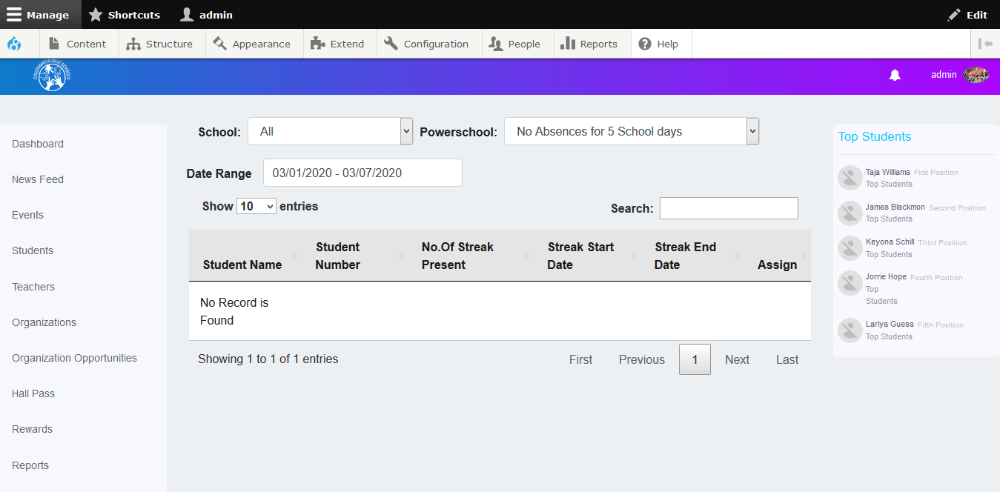 Manage Shortcuts admin Edit
Content Structure Appearance Extend Configuration People Reports Help
CINCINNATI PUBLIC SCHOOLS
admin
Dashboard
News Feed
Events
Students
Teachers
Organizations
Organization Opportunities
Hall Pass
Rewards
Reports
School: All Powerschool: No Absences for 5 School days
Date Range 03/01/2020 - 03/07/2020
Show 10 entries Search:
Student Name Student Number No.Of Streak Present Streak Start Date Streak End Date Assign
No Record is
Found
Showing 1 to 1 of 1 entries First Previous 1 Next Last
Top Students
Taja Williams First Position
Top Students
James Blackmon Second Position
Top Students
Keyona Schill Third Position
Top Students
Jorrie Hope Fourth Position
Top
Students
Lariya Guess Fifth Position
Top Students